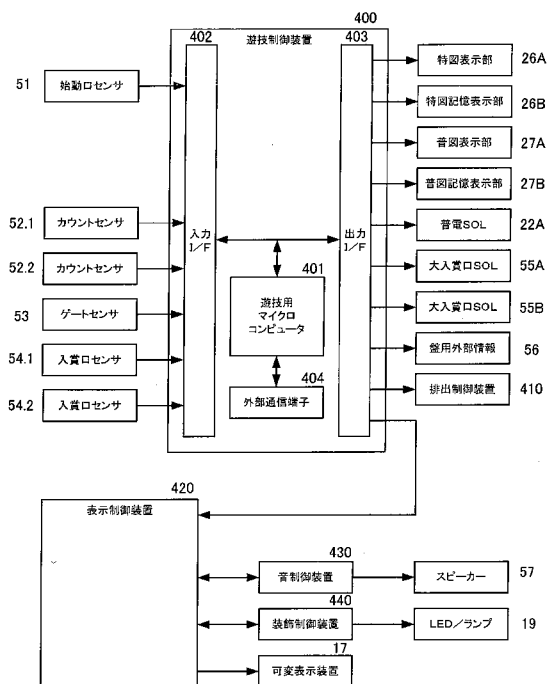 400
402
遊技制御装置
403
51
始動口センサ
52.1
カウントセンサ
52.2
カウントセンサ
53
ゲートセンサ
54.1
入賞口センサ
54.2
入賞口センサ
入力
I/F
401
遊技用
マイクロ
コンピュータ
404
外部通信端子
出力
I/F
特図表示部
26A
特図記憶表示部
26B
普図表示部
27A
普図記憶表示部
27B
普電SOL
22A
大入賞口SOL
55A
大入賞口SOL
55B
盤用外部情報
56
排出制御装置
410
420
表示制御装置
430
音制御装置
スピーカー
57
440
装飾制御装置
LED/ランプ
19
17
可変表示装置